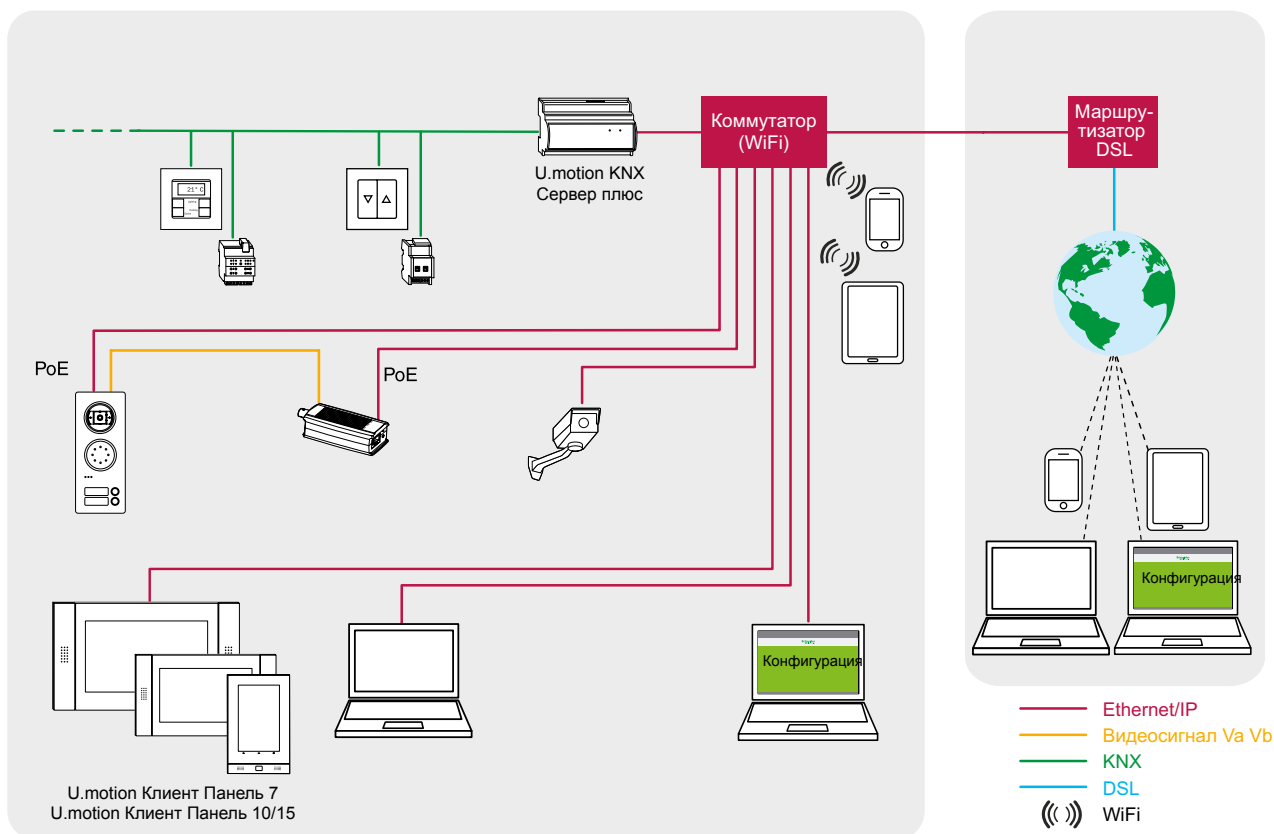 Коммутатор
(WiFi)
Маршру-
тизатор
DSL
U.motion KNX
Сервер плюс
21° C
PoE
PoE
Конфигурация
Конфигурация
U.motion Клиент Панель 7
U.motion Клиент Панель 10/15
Ethernet/IP
Видеосигнал Va Vb
KNX
DSL
WiFi